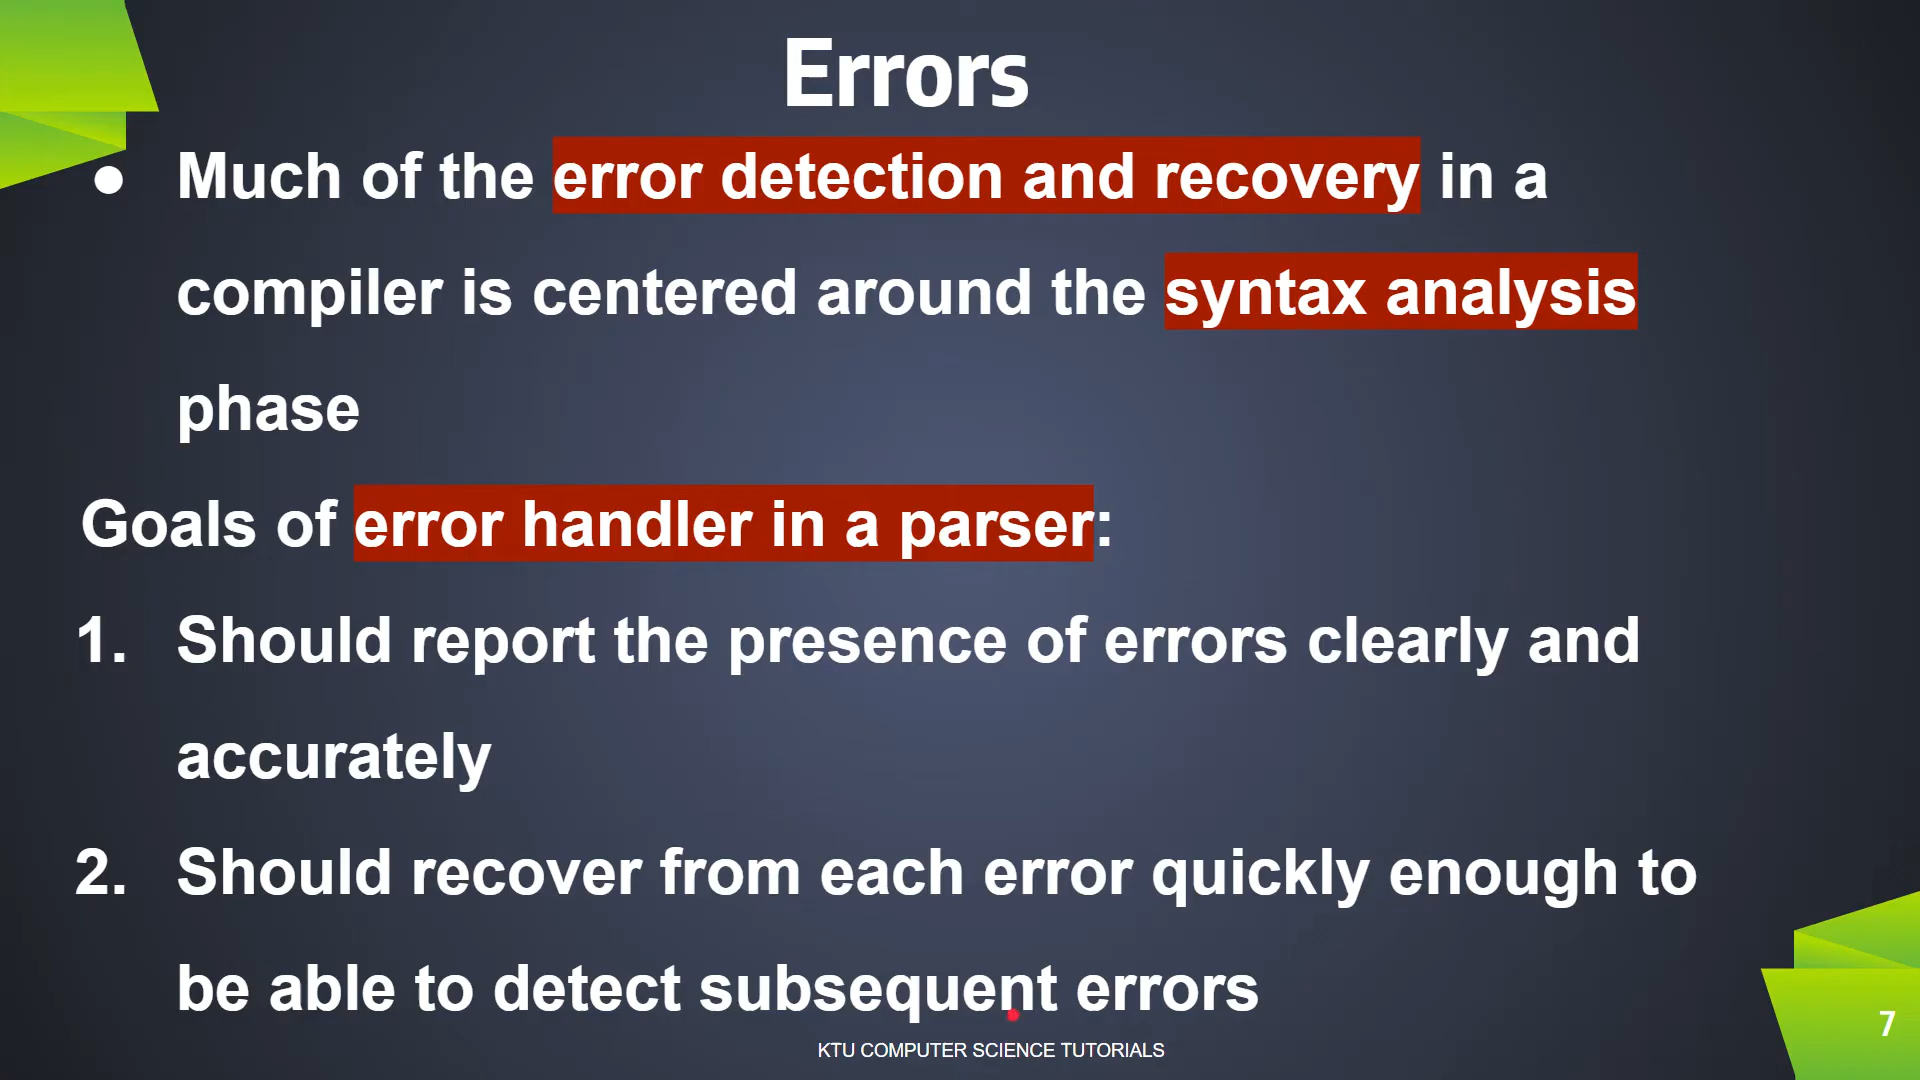 Errors
● Much of the error detection and recovery in a
compiler is centered around the syntax analysis
phase
Goals of error handler in a parser:
1. Should report the presence of errors clearly and
accurately
2. Should recover from each error quickly enough to
be able to detect subsequent errors
KTU COMPUTER SCIENCE TUTORIALS
7